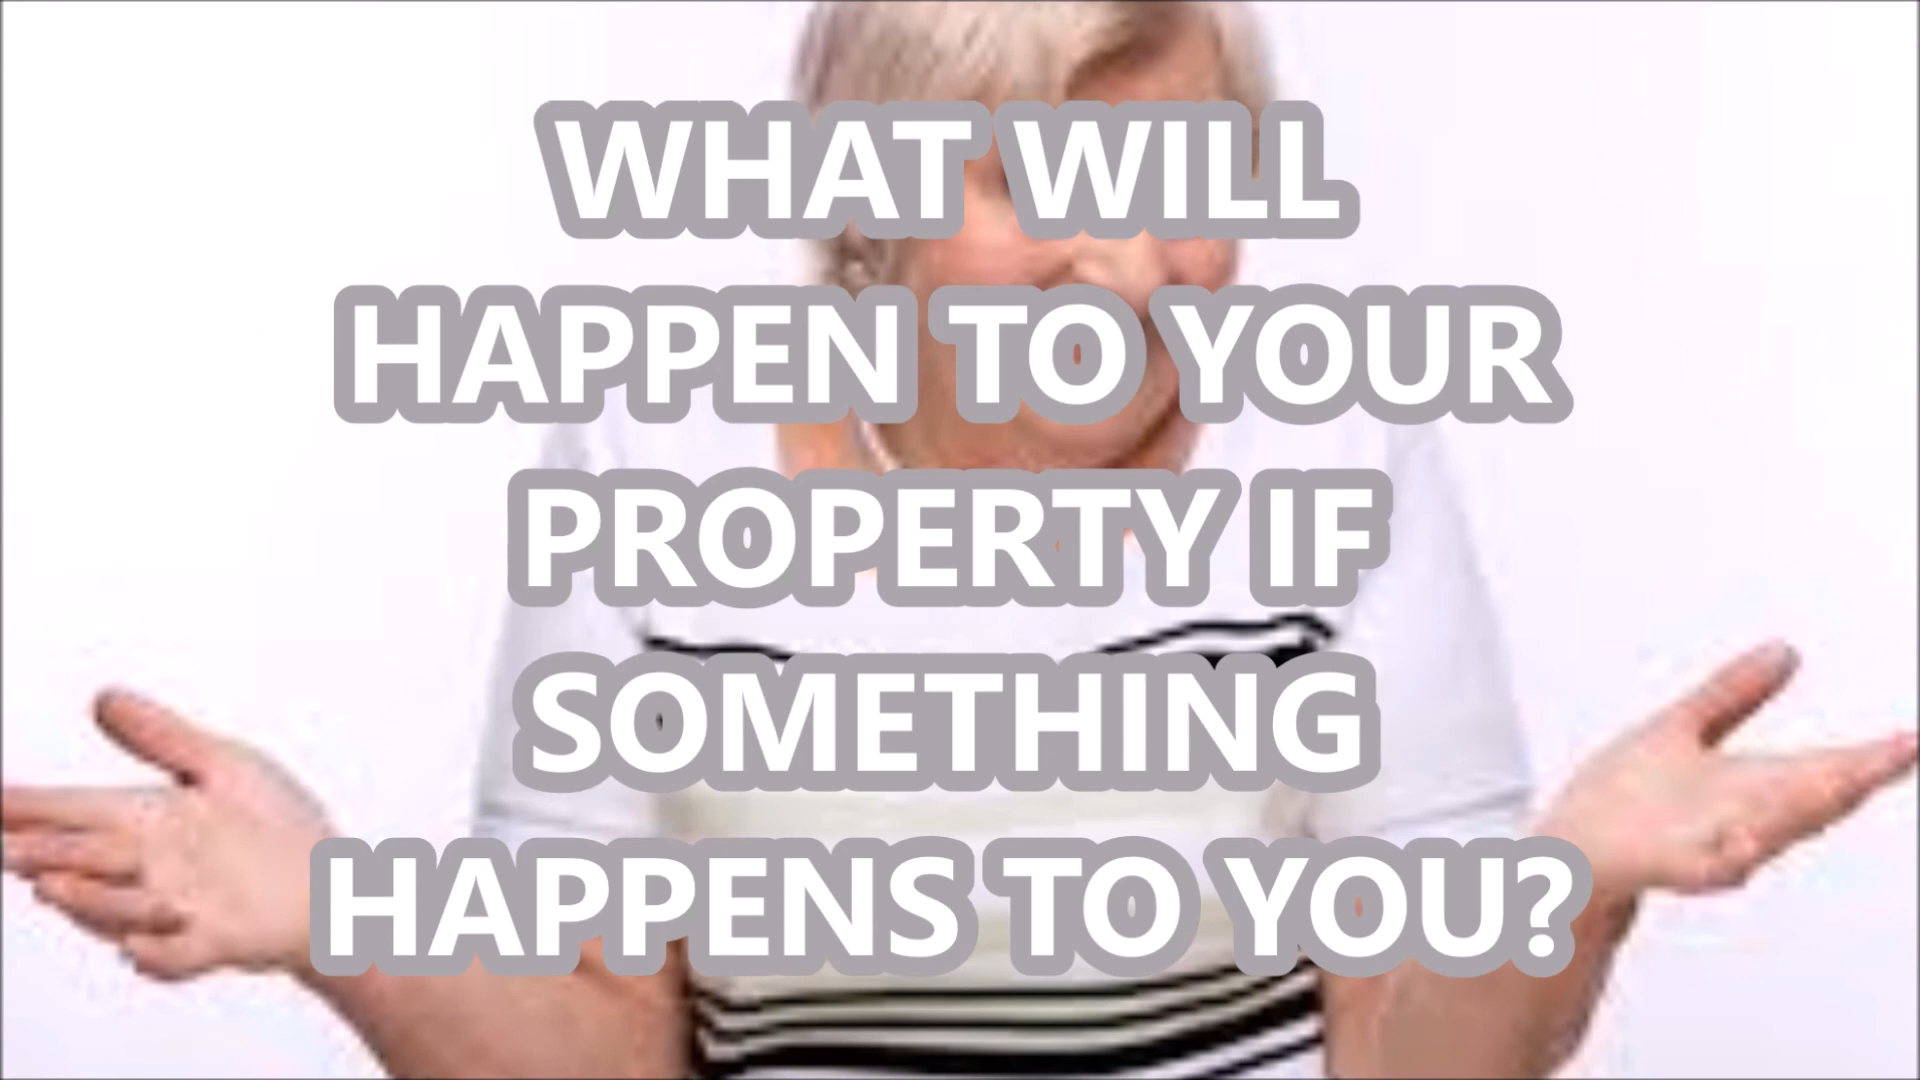 WHAT WILL
HAPPEN TO YOUR
PROPERTY IF
SOMETHING
HAPPENS TO YOU?